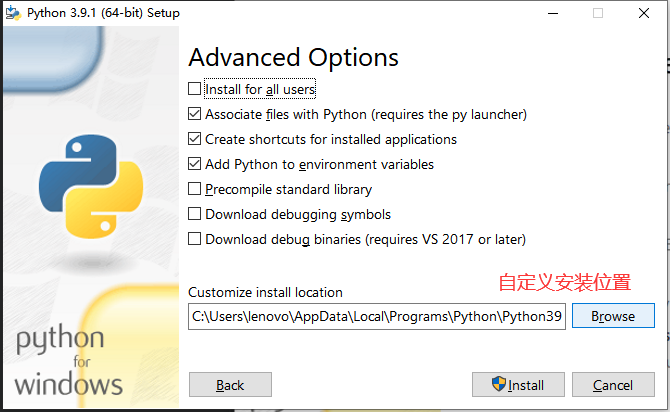 Python 3.9.1 (64-bit) Setup
Advanced Options
Install for all users
Associate files with Python (requires the py launcher)
Create shortcuts for installed applications
Add Python to environment variables
Precompile standard library
Download debugging symbols
Download debug binaries (requires VS 2017 or later)
自定义安装位置
Customize install location
C:\Users\lenovo\AppData\Local\Programs\Python\Python39
Browse
python
for
windows
Back
Install
Cancel